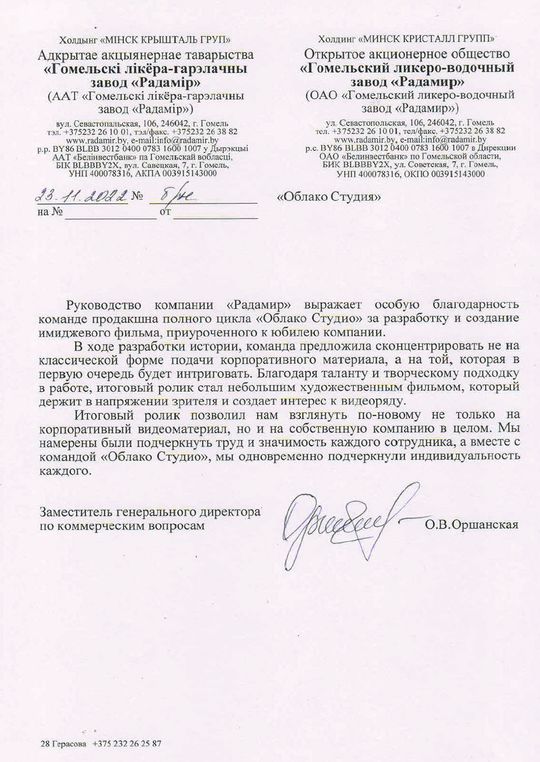 Холдынг «МІНСК КРЫШТАЛЬ ГРУП»
Адкрытае акцыянернае таварыства
«Гомельскі лікёра-гарэлачны
завод «Радамір»
(ААТ «Гомельскі лікёра-гарэлачны
завод «Радамір»)
вул. Севастопальская, 106, 246042, г. Гомель
тэл. +375232 26 10 01, тэл/факс. +375232 26 38 82
www.radamir.by, e-mail:info@radamir.by
р.с. BY86 BLBB 3012 0400 0783 1600 1007 у Дырэкцыі
ААТ «Белінвестбанк» па Гомельскай вобласці,
БІК BLBBBY2X, вул. Савецкая, 7, г. Гомель,
УНП 400078316, АКПА 003915143000
23.11.2022 № б/н
на № от
Холдинг «МИНСК КРИСТАЛЛ ГРУПП»
Открытое акционерное общество
«Гомельский ликеро-водочный
завод «Радамир»
(ОАО «Гомельский ликеро-водочный
завод «Радамир»)
ул. Севастопольская, 106, 246042, г. Гомель
тел. +375232 26 10 01, тел/факс. +375232 26 38 82
www.radamir.by, e-mail:info@radamir.by
р.с. BY86 BLBB 3012 0400 0783 1600 1007 в Дирекции
ОАО «Белинвестбанк» по Гомельской области,
БИК BLBBBY2X, ул. Советская, 7, г. Гомель,
УНП 400078316, ОКПО 003915143000
«Облако Студия»
Руководство компании «Радамир» выражает особую благодарность
команде продакшна полного цикла «Облако Студио» за разработку и создание
имиджевого фильма, приуроченного к юбилею компании.
В ходе разработки истории, команда предложила сконцентрировать не на
классической форме подачи корпоративного материала, а на той, которая в
первую очередь будет интриговать. Благодаря таланту и творческому подходу
в работе, итоговый ролик стал небольшим художественным фильмом, который
держит в напряжении зрителя и создает интерес к видеоряду.
Итоговый ролик позволил нам взглянуть по-новому не только на
корпоративный видеоматериал, но и на собственную компанию в целом. Мы
намерены были подчеркнуть труд и значимость каждого сотрудника, а вместе с
командой «Облако Студио», мы одновременно подчеркнули индивидуальность
каждого.
Заместитель генерального директора
по коммерческим вопросам
О.В.Оршанская
28 Герасова +375 232 26 25 87